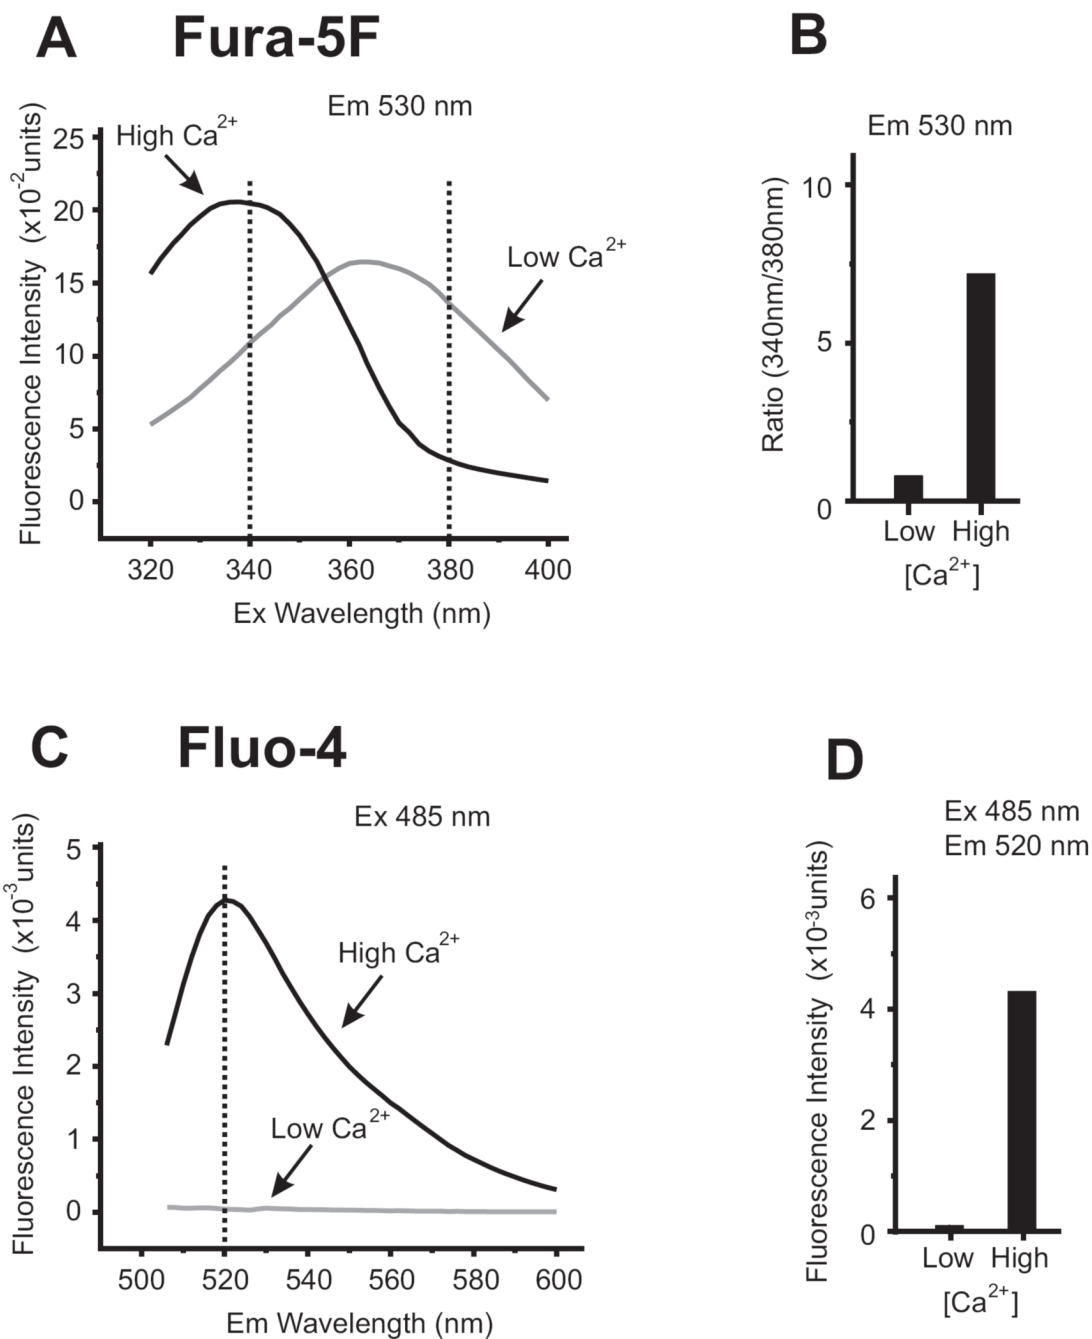 A
Fura-5F
Em 530 nm
High Ca2+
Low Ca2+
Fluorescence Intensity (x10-2units)
25
20
15
10
5
0
320 340 360 380 400
Ex Wavelength (nm)
B
Em 530 nm
Ratio (340nm/380nm)
10
5
0
Low High
[Ca2+]
C
Fluo-4
Ex 485 nm
High Ca2+
Low Ca2+
Fluorescence Intensity (x10-3units)
5
4
3
2
1
0
500 520 540 560 580 600
Em Wavelength (nm)
D
Ex 485 nm
Em 520 nm
Fluorescence Intensity (x10-3units)
6
4
2
0
Low High
[Ca2+]